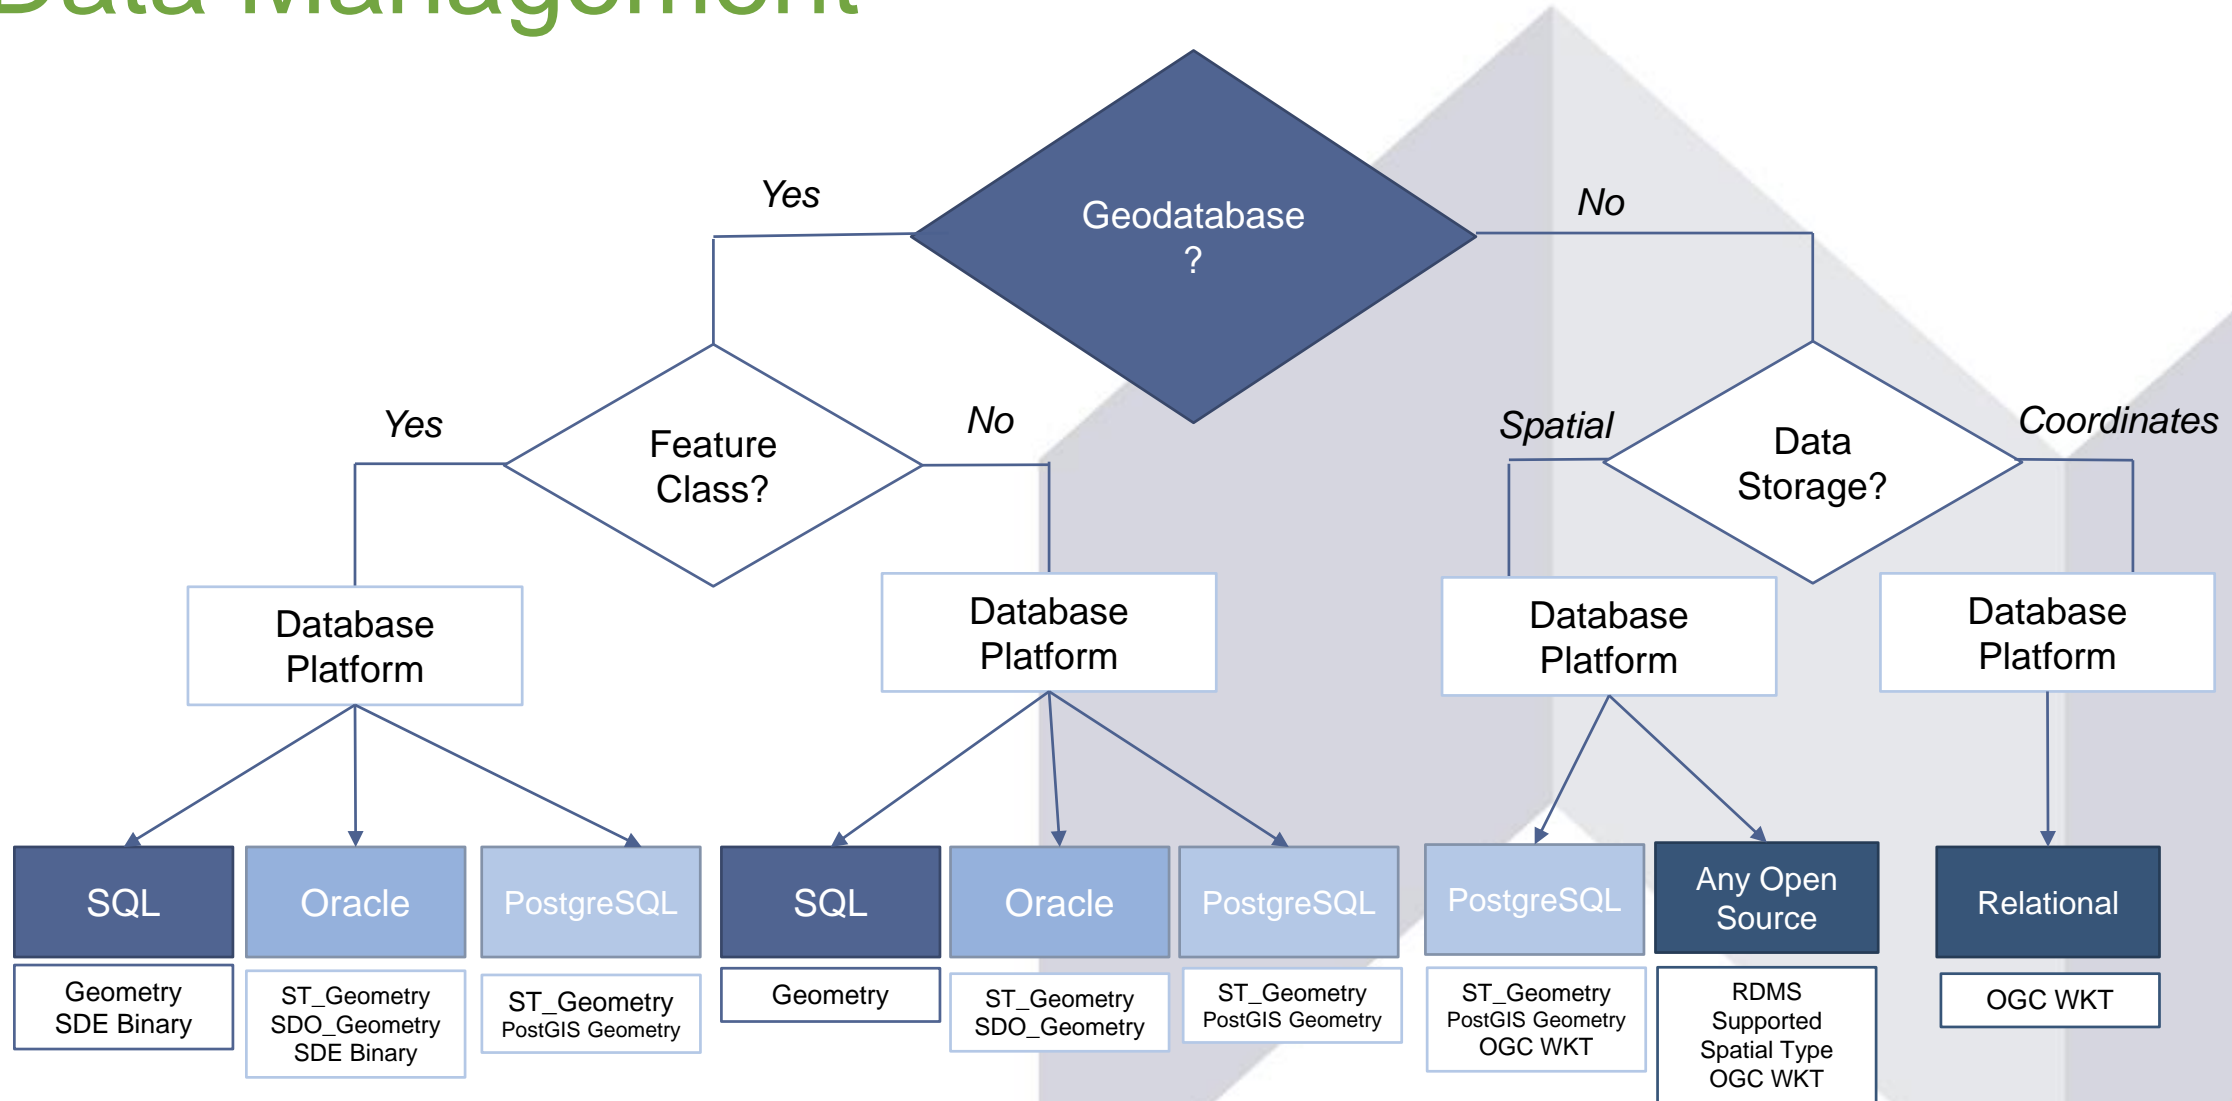 Data Management
Geodatabase
?
Yes
No
Feature
Class?
Yes
No
Data
Storage?
Spatial
Coordinates
Database
Platform
Database
Platform
Database
Platform
Database
Platform
SQL
Oracle
PostgreSQL
SQL
Oracle
PostgreSQL
PostgreSQL
Any Open
Source
Relational
Geometry
SDE Binary
ST_Geometry
SDO_Geometry
SDE Binary
ST_Geometry
PostGIS Geometry
Geometry
ST_Geometry
SDO_Geometry
ST_Geometry
PostGIS Geometry
ST_Geometry
PostGIS Geometry
OGC WKT
RDMS
Supported
Spatial Type
OGC WKT
OGC WKT